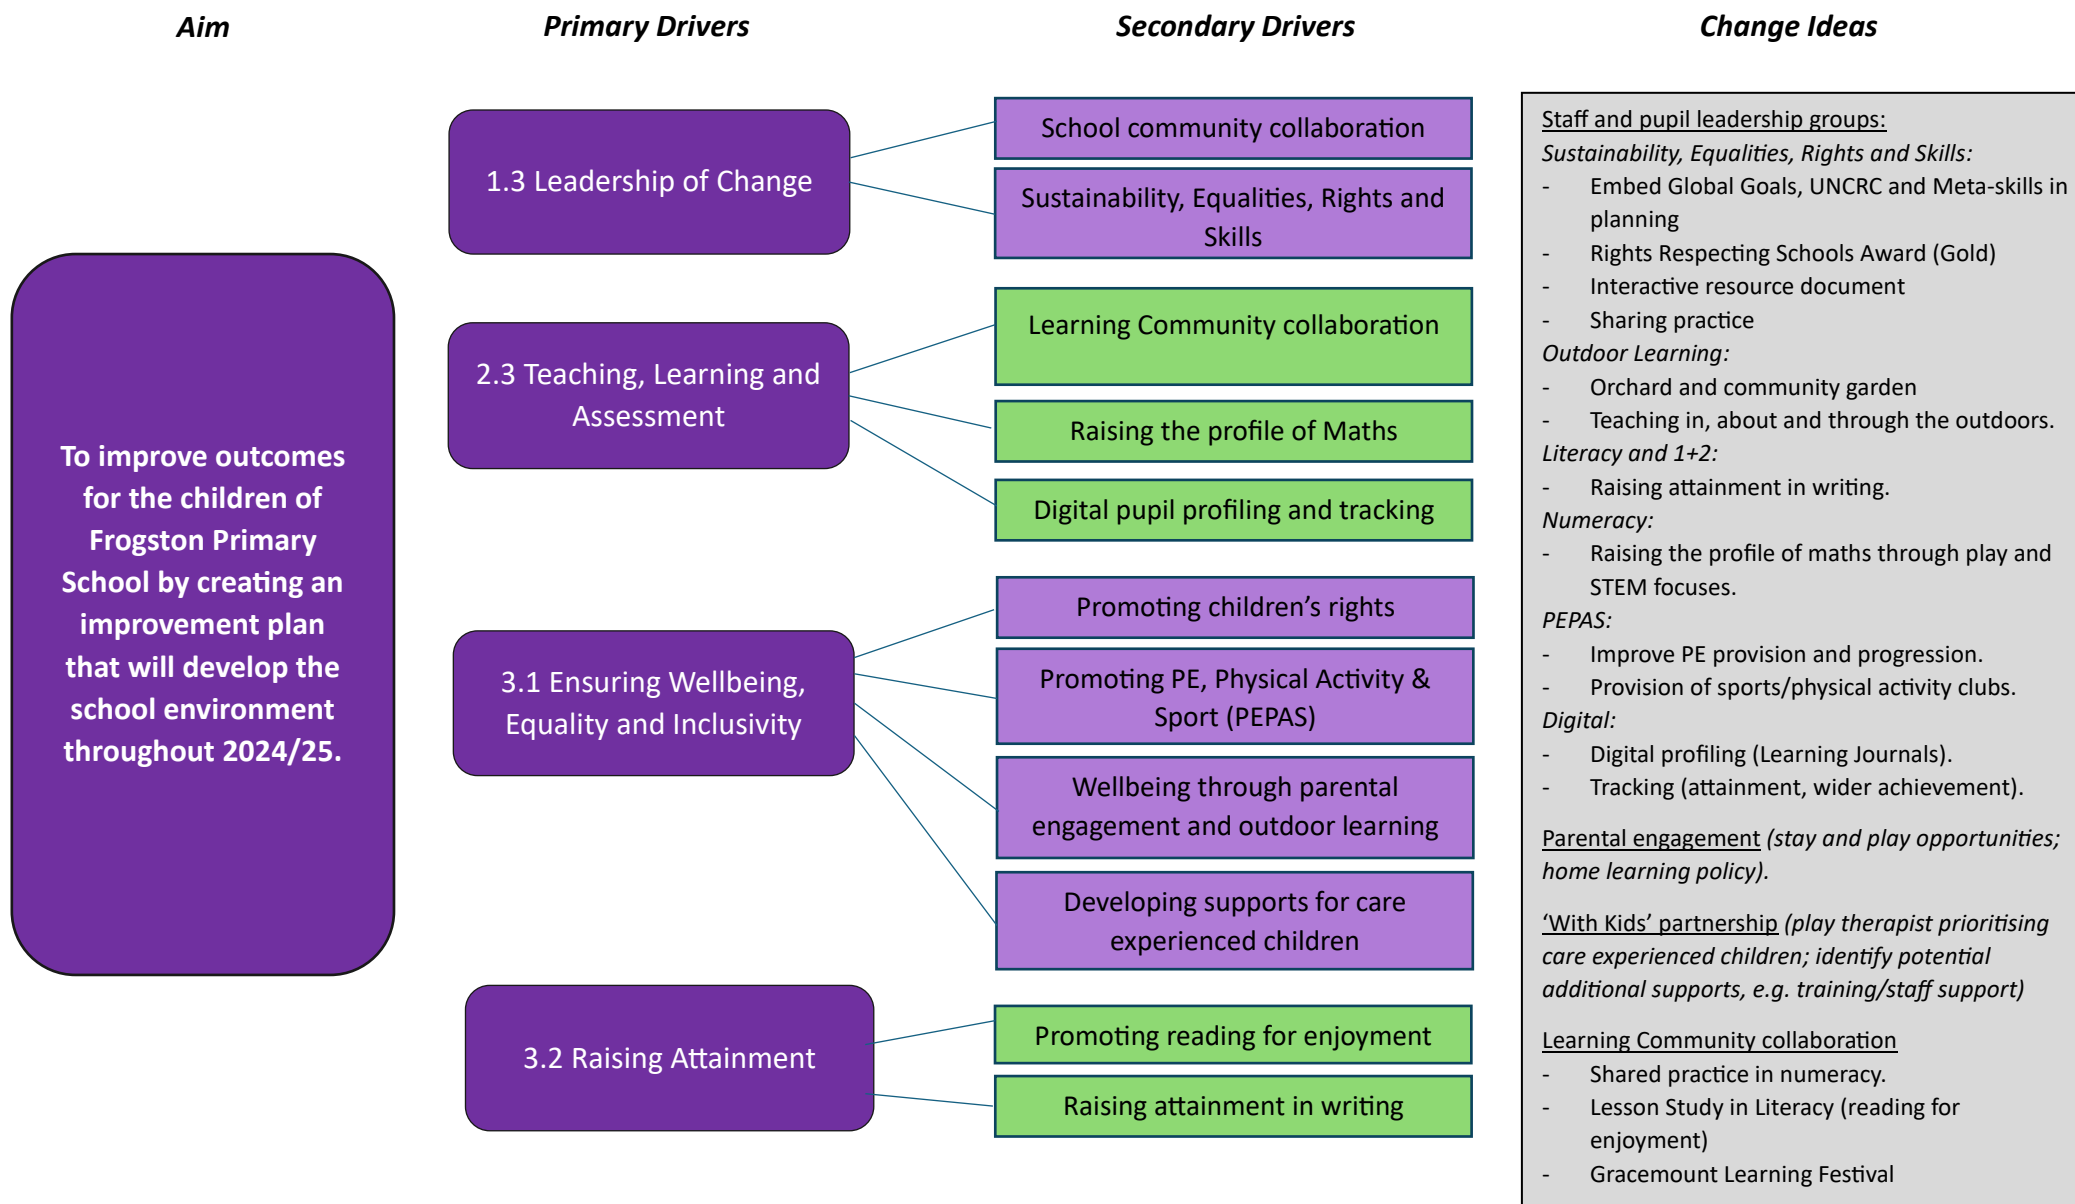 Aim
Primary Drivers
Secondary Drivers
Change Ideas
To improve outcomes
for the children of
Frogston Primary
School by creating an
improvement plan
that will develop the
school environment
throughout 2024/25.
1.3 Leadership of Change
2.3 Teaching, Learning and
Assessment
3.1 Ensuring Wellbeing,
Equality and Inclusivity
3.2 Raising Attainment
School community collaboration
Sustainability, Equalities, Rights and
Skills
Learning Community collaboration
Raising the profile of Maths
Digital pupil profiling and tracking
Promoting children’s rights
Promoting PE, Physical Activity &
Sport (PEPAS)
Wellbeing through parental
engagement and outdoor learning
Developing supports for care
experienced children
Promoting reading for enjoyment
Raising attainment in writing
Staff and pupil leadership groups:
Sustainability, Equalities, Rights and Skills:
- Embed Global Goals, UNCRC and Meta-skills in
planning
- Rights Respecting Schools Award (Gold)
- Interactive resource document
- Sharing practice
Outdoor Learning:
- Orchard and community garden
- Teaching in, about and through the outdoors.
Literacy and 1+2:
- Raising attainment in writing.
Numeracy:
- Raising the profile of maths through play and
STEM focuses.
PEPAS:
- Improve PE provision and progression.
- Provision of sports/physical activity clubs.
Digital:
- Digital profiling (Learning Journals).
- Tracking (attainment, wider achievement).
Parental engagement (stay and play opportunities;
home learning policy).
‘With Kids’ partnership (play therapist prioritising
care experienced children; identify potential
additional supports, e.g. training/staff support)
Learning Community collaboration
- Shared practice in numeracy.
- Lesson Study in Literacy (reading for
enjoyment)
- Gracemount Learning Festival